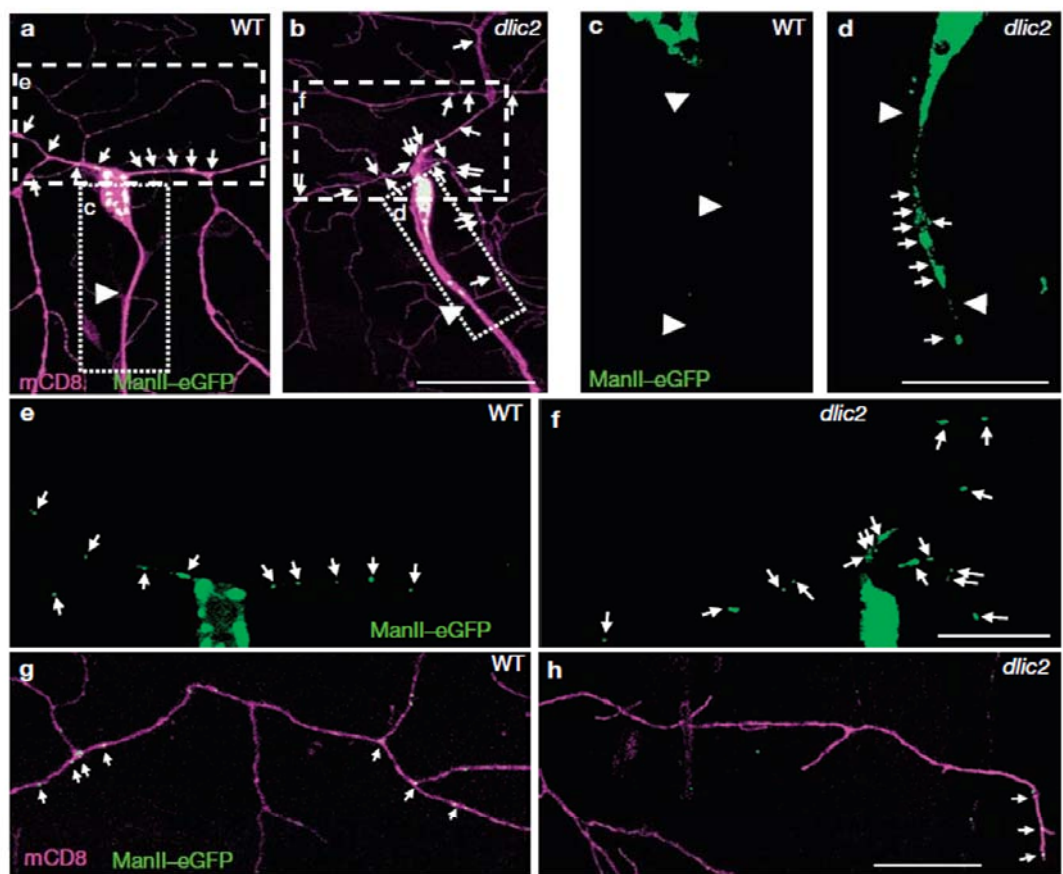 a WT
b dlic2
c WT
d dlic2
e
f
c
d
mCD8, ManII–eGFP
ManII–eGFP
e WT
f dlic2
ManII–eGFP
g WT
h dlic2
mCD8 ManII–eGFP